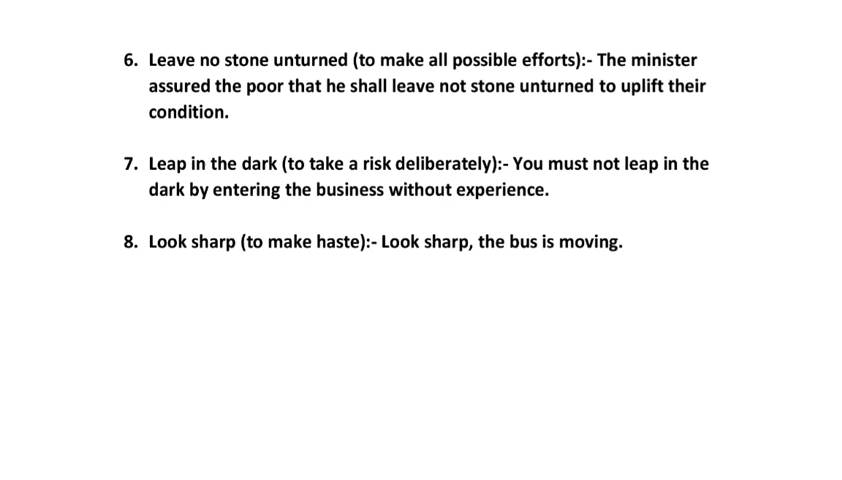 6. Leave no stone unturned (to make all possible efforts):- The minister
assured the poor that he shall leave not stone unturned to uplift their
condition.
7. Leap in the dark (to take a risk deliberately):- You must not leap in the
dark by entering the business without experience.
8. Look sharp (to make haste):- Look sharp, the bus is moving.